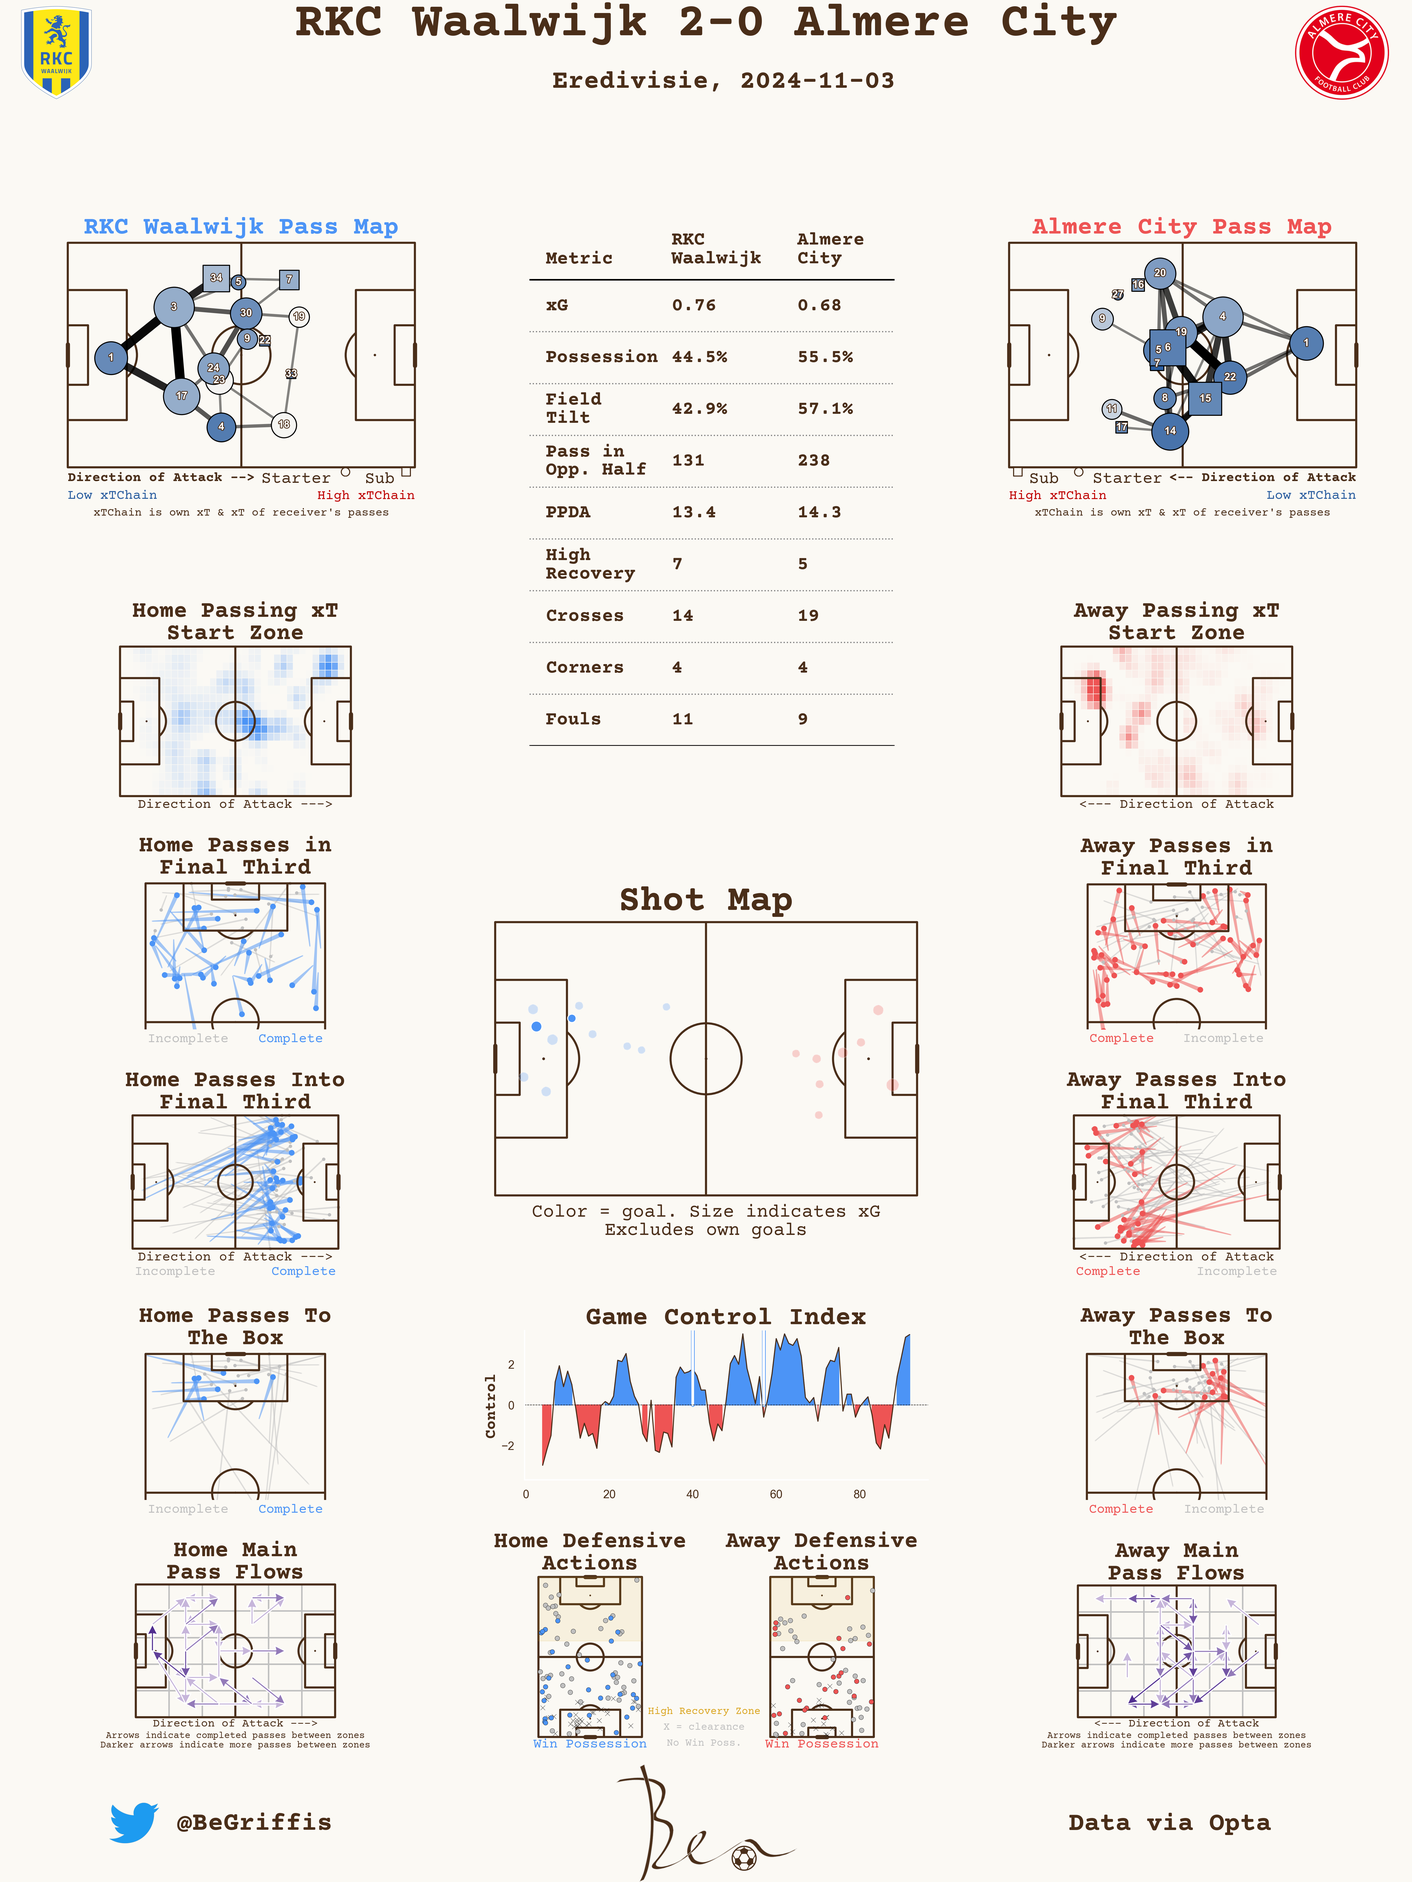 RKC Waalwijk 2-0 Almere City
Eredivisie, 2024-11-03
RKC
WAALWIJK
ALMERE CITY
FOOTBALL CLUB
RKC Waalwijk Pass Map
34
5
7
3
30
19
9
22
1
24
23
33
17
4
18
Direction of Attack --> Starter Sub
Low xTChain High xTChain
xTChain is own xT & xT of receiver's passes
Metric RKC Waalwijk Almere City
xG 0.76 0.68
Possession 44.5% 55.5%
Field Tilt 42.9% 57.1%
Pass in Opp. Half 131 238
PPDA 13.4 14.3
High Recovery 7 5
Crosses 14 19
Corners 4 4
Fouls 11 9
Almere City Pass Map
20
16
27
9
4
19
1
5
6
7
22
8
15
11
17
14
Sub Starter <-- Direction of Attack
High xTChain Low xTChain
xTChain is own xT & xT of receiver's passes
Home Passing xT
Start Zone
Direction of Attack --->
Away Passing xT
Start Zone
<--- Direction of Attack
Home Passes in
Final Third
Incomplete Complete
Away Passes in
Final Third
Complete Incomplete
Shot Map
Color = goal. Size indicates xG
Excludes own goals
Home Passes Into
Final Third
Direction of Attack --->
Incomplete Complete
Away Passes Into
Final Third
<--- Direction of Attack
Complete Incomplete
Home Passes To
The Box
Incomplete Complete
Game Control Index
Control
2
0
−2
0 20 40 60 80
Away Passes To
The Box
Complete Incomplete
Home Main
Pass Flows
Direction of Attack --->
Arrows indicate completed passes between zones
Darker arrows indicate more passes between zones
Home Defensive
Actions
Win Possession
Away Defensive
Actions
Win Possession
High Recovery Zone
X = clearance
No Win Poss.
Away Main
Pass Flows
<--- Direction of Attack
Arrows indicate completed passes between zones
Darker arrows indicate more passes between zones
@BeGriffis
Ben
Data via Opta